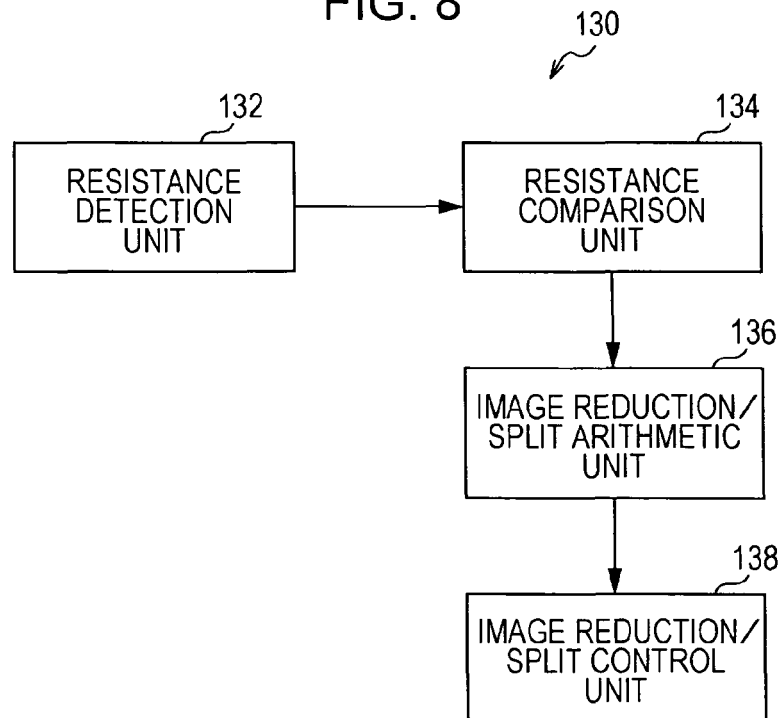 FIG. 8
130
132
134
RESISTANCE
DETECTION
UNIT
RESISTANCE
COMPARISON
UNIT
136
IMAGE REDUCTION/
SPLIT ARITHMETIC
UNIT
138
IMAGE REDUCTION/
SPLIT CONTROL
UNIT